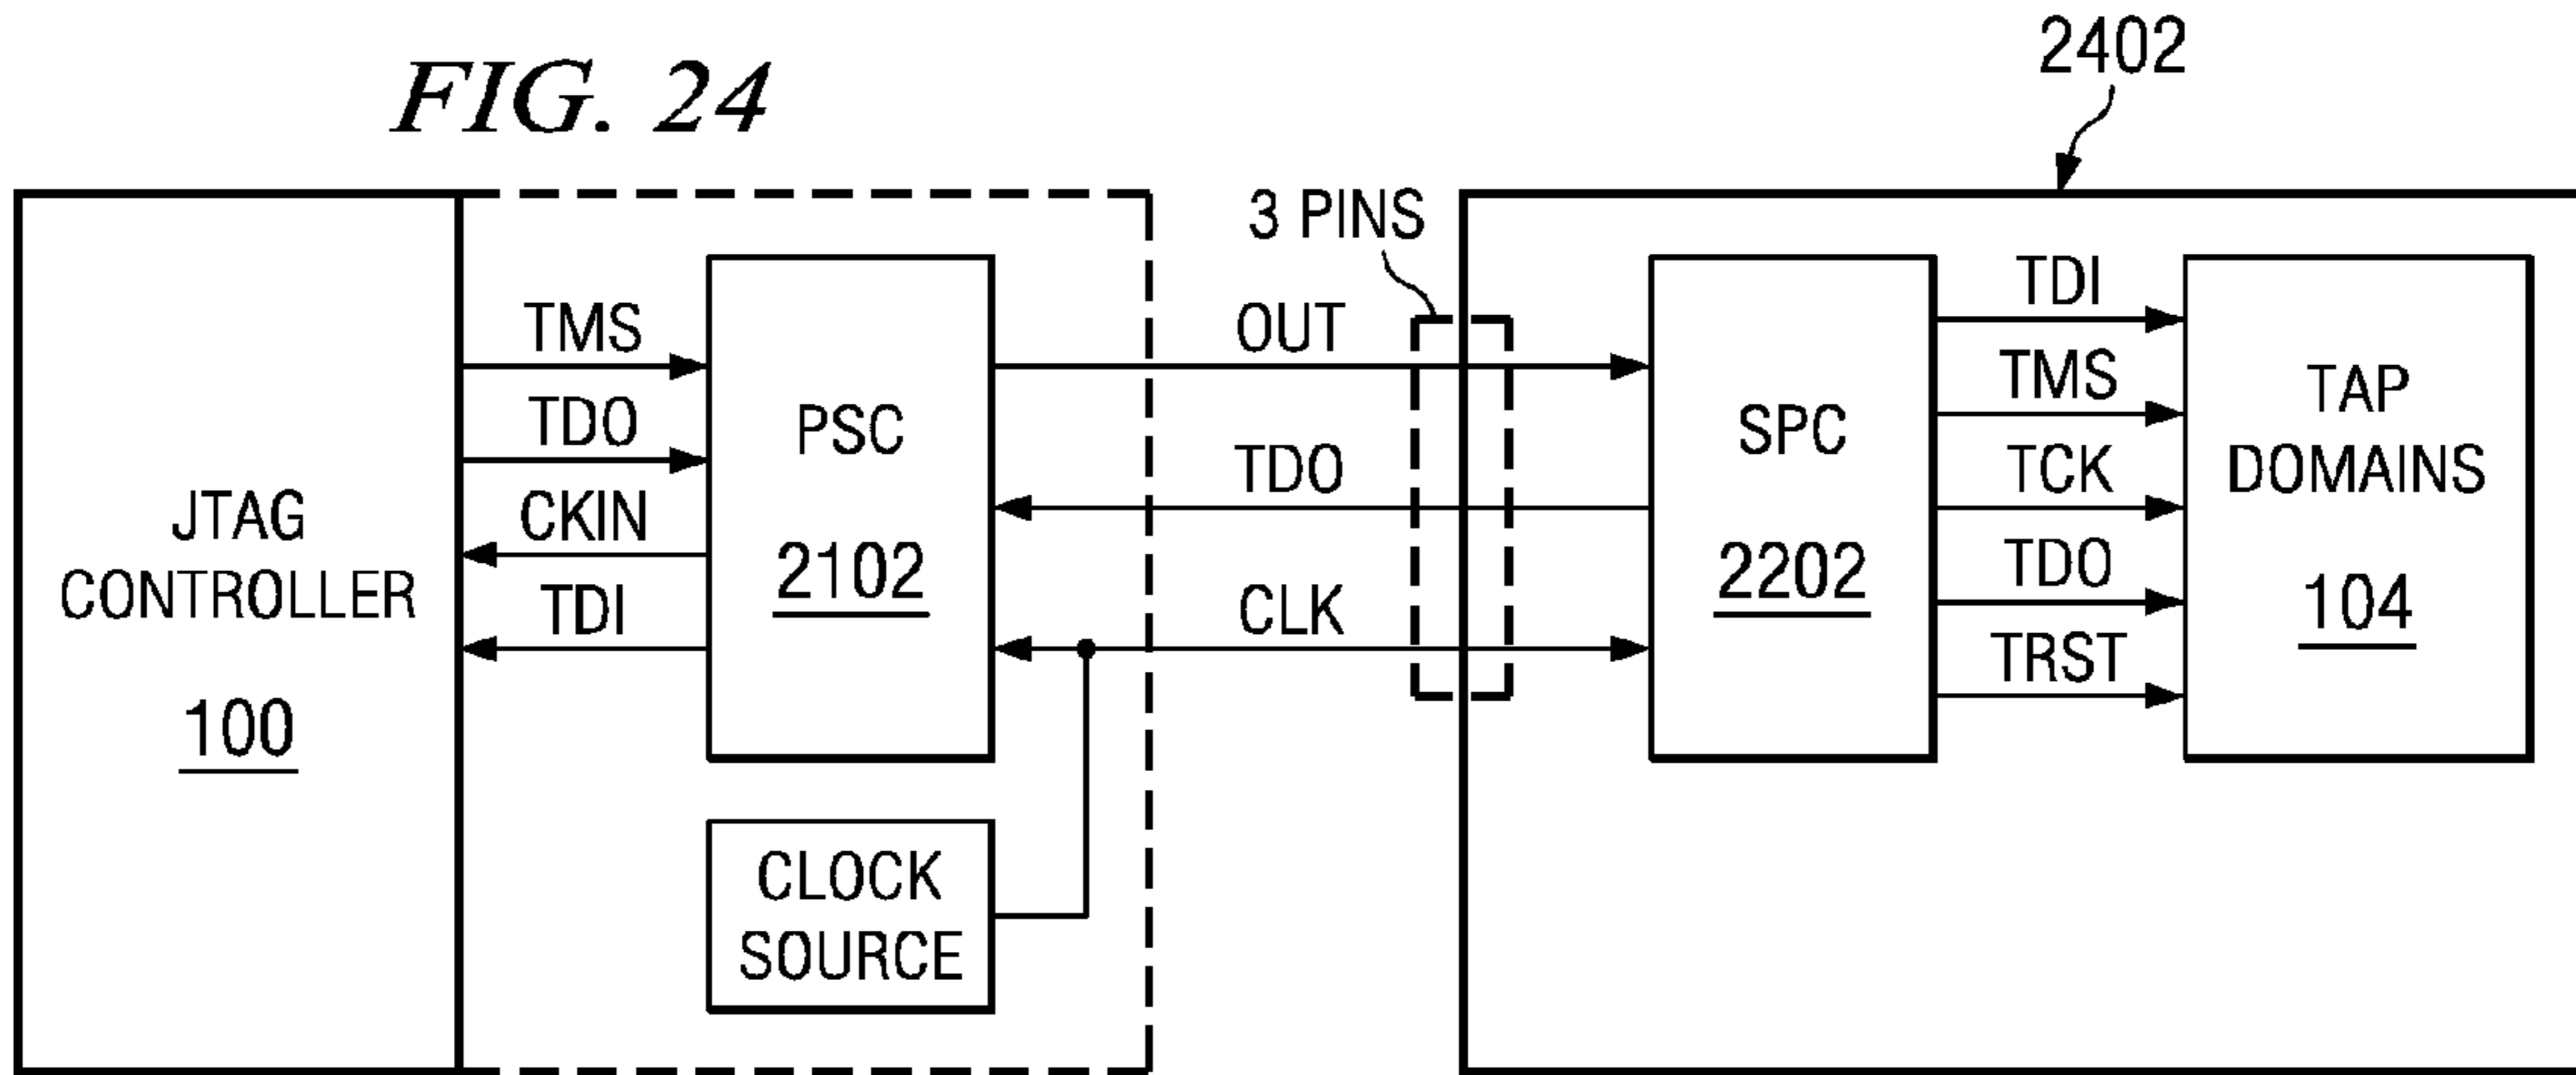 FIG. 24
2402
3 PINS
JTAG
CONTROLLER
100
TMS
TDO
CKIN
TDI
PSC
2102
CLOCK
SOURCE
OUT
TDO
CLK
SPC
2202
TDI
TMS
TCK
TDO
TRST
TAP
DOMAINS
104